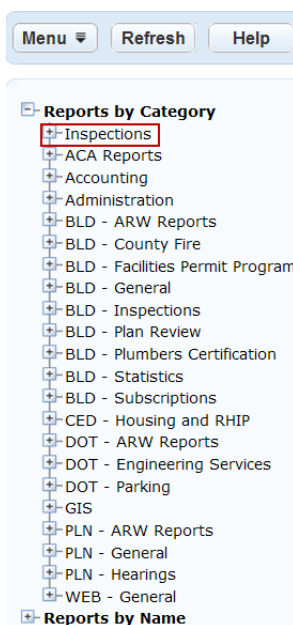 Menu Refresh Help
Reports by Category
Inspections
ACA Reports
Accounting
Administration
BLD - ARW Reports
BLD - County Fire
BLD - Facilities Permit Program
BLD - General
BLD - Inspections
BLD - Plan Review
BLD - Plumbers Certification
BLD - Statistics
BLD - Subscriptions
CED - Housing and RHIP
DOT - ARW Reports
DOT - Engineering Services
DOT - Parking
GIS
PLN - ARW Reports
PLN - General
PLN - Hearings
WEB - General
Reports by Name